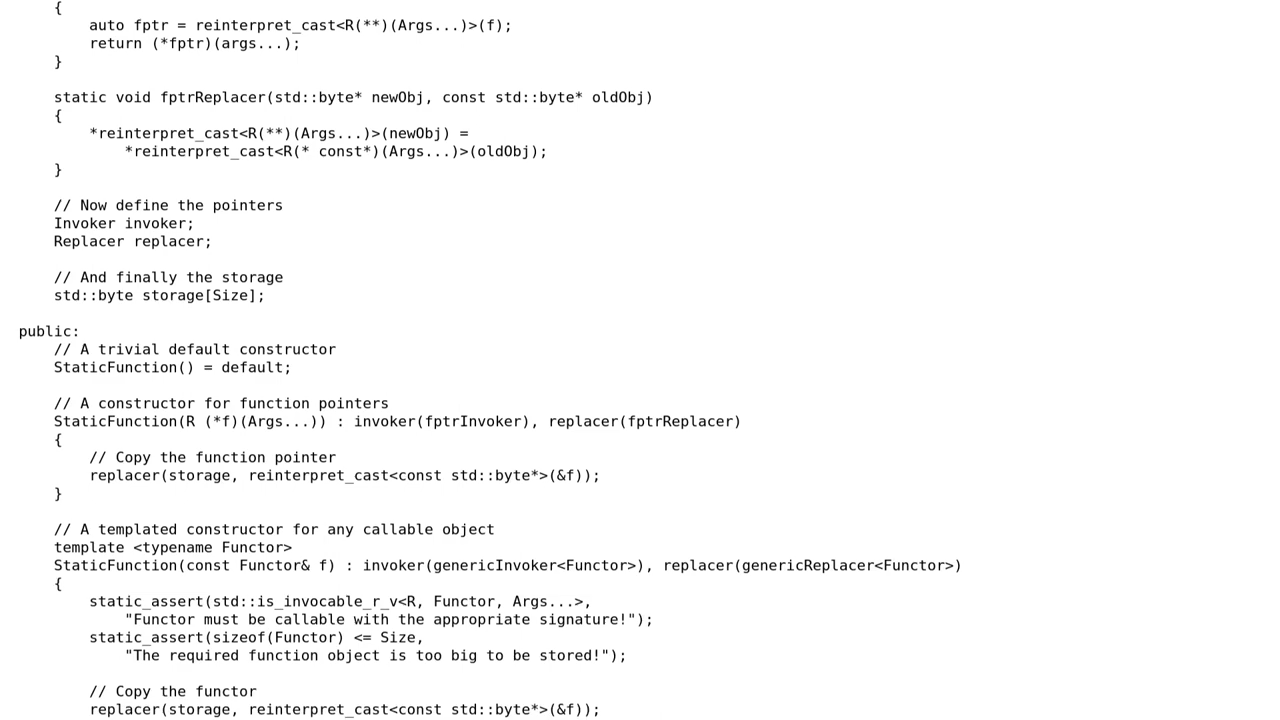 {
        auto fptr = reinterpret_cast<R(**)(Args...)>(f);
        return (*fptr)(args...);
    }

    static void fptrReplacer(std::byte* newObj, const std::byte* oldObj)
    {
        *reinterpret_cast<R(**)(Args...)>(newObj) =
            *reinterpret_cast<R(* const*)(Args...)>(oldObj);
    }

    // Now define the pointers
    Invoker invoker;
    Replacer replacer;

    // And finally the storage
    std::byte storage[Size];

public:
    // A trivial default constructor
    StaticFunction() = default;

    // A constructor for function pointers
    StaticFunction(R (*f)(Args...)) : invoker(fptrInvoker), replacer(fptrReplacer)
    {
        // Copy the function pointer
        replacer(storage, reinterpret_cast<const std::byte*>(&f));
    }

    // A templated constructor for any callable object
    template <typename Functor>
    StaticFunction(const Functor& f) : invoker(genericInvoker<Functor>), replacer(genericReplacer<Functor>)
    {
        static_assert(std::is_invocable_r_v<R, Functor, Args...>,
            "Functor must be callable with the appropriate signature!");
        static_assert(sizeof(Functor) <= Size,
            "The required function object is too big to be stored!");

        // Copy the functor
        replacer(storage, reinterpret_cast<const std::byte*>(&f));